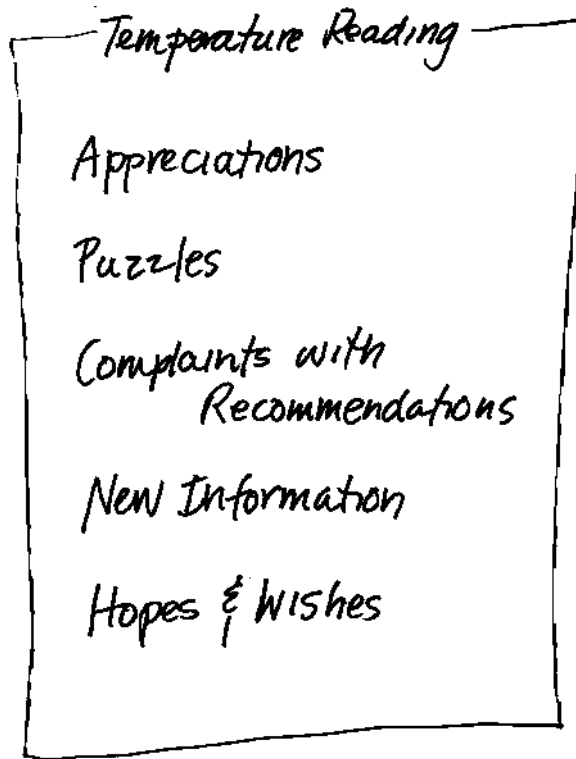 Temperature Reading
Appreciations
Puzzles
Complaints with
Recommendations
New Information
Hopes & Wishes